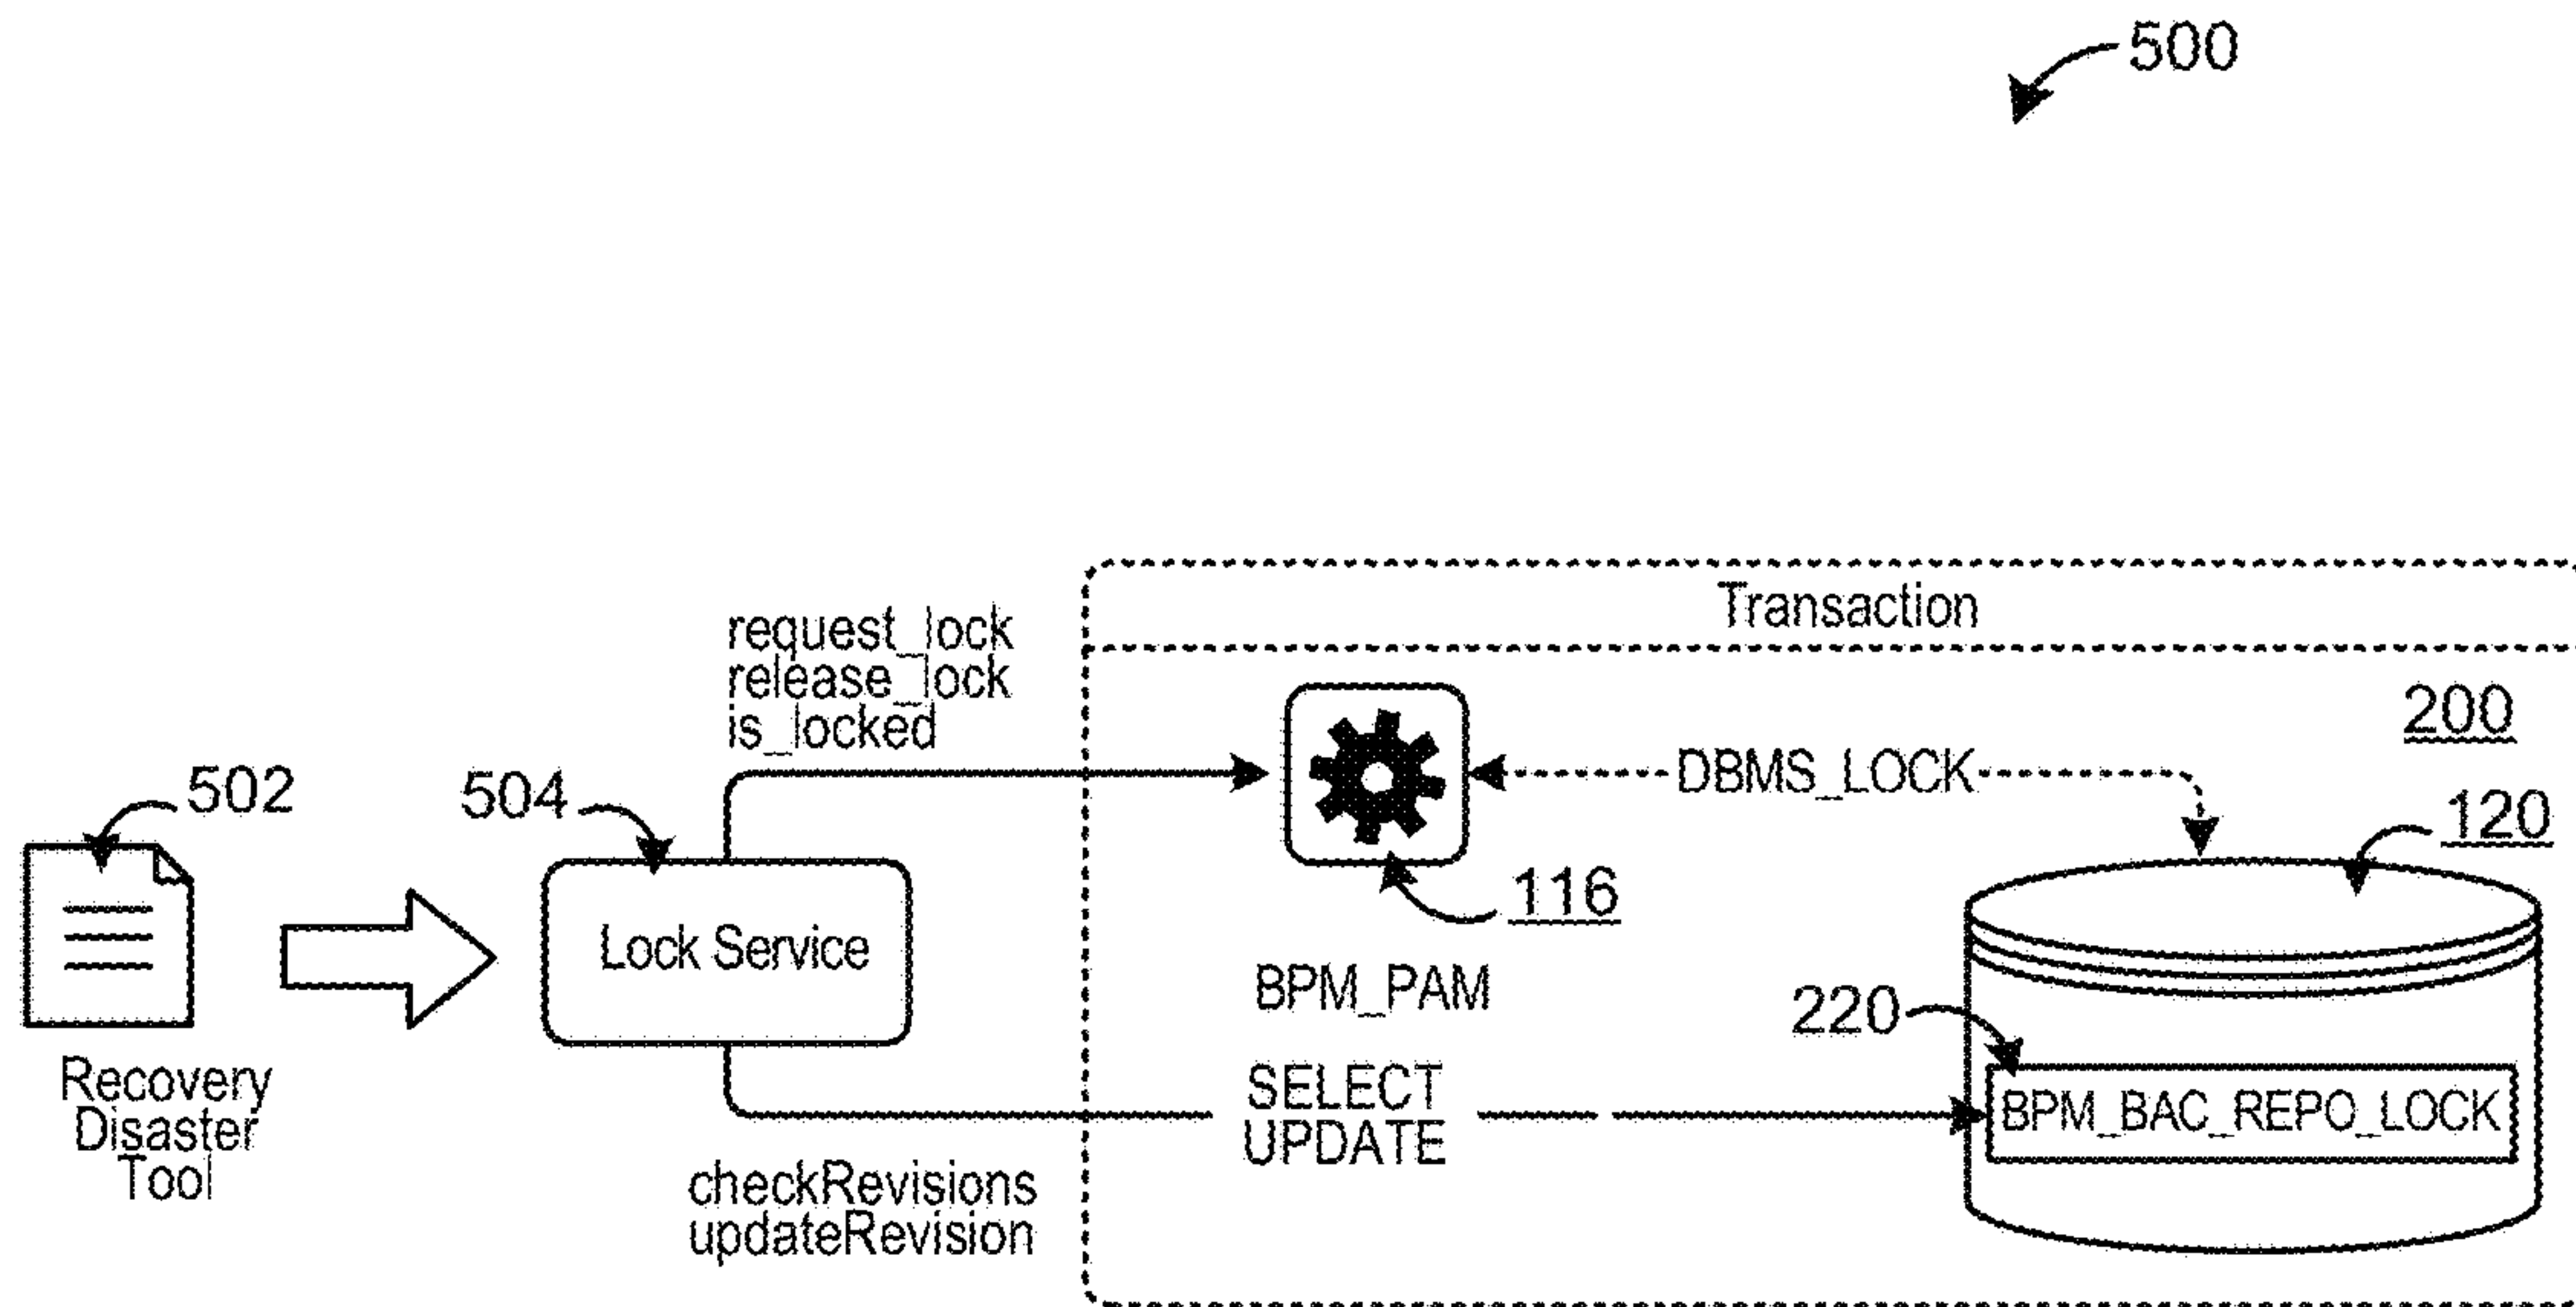 500
Transaction
request_lock
release_lock
is_locked
200
DBMS_LOCK
502
504
120
116
Lock Service
BPM_PAM
220
Recovery
Disaster
Tool
SELECT
UPDATE
BPM_BAC_REPO_LOCK
checkRevisions
updateRevision